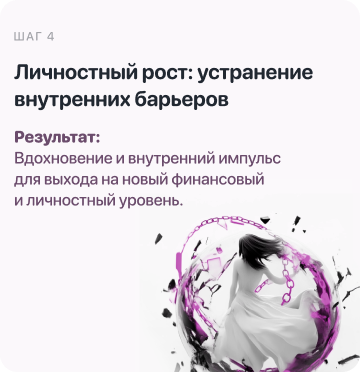 ШАГ 4
Личностный рост: устранение
внутренних барьеров
Результат:
Вдохновение и внутренний импульс
для выхода на новый финансовый
и личностный уровень.